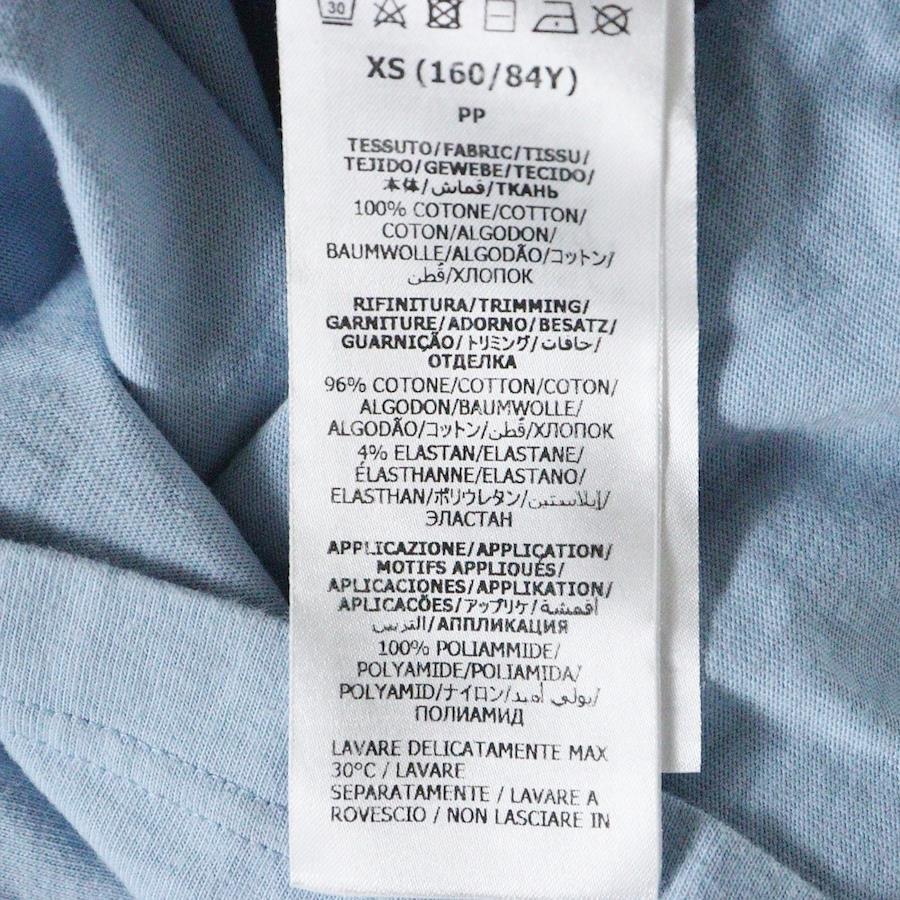 30
XS (160/84Y)
PP
TESSUTO/FABRIC/TISSU/
TEJIDO/GEWEBE/TECIDO/
本体/قماش/ТКАНЬ
100% COTONE/COTTON/
COTON/ALGODON/
BAUMWOLLE/ALGODÃO/コットン/
قُطن/ХЛОПОК
RIFINITURA/TRIMMING/
GARNITURE/ADORNO/BESATZ/
GUARNIÇÃO/トリミング/حافات/
ОТДЕЛКА
96% COTONE/COTTON/COTON/
ALGODON/BAUMWOLLE/
ALGODÃO/コットン/قُطن/ХЛОПОК
4% ELASTAN/ELASTANE/
ÉLASTHANNE/ELASTANO/
ELASTHAN/ポリウレタン/إيلاستين/
ЭЛАСТАН
APPLICAZIONE/APPLICATION/
MOTIFS APPLIQUÉS/
APLICACIONES/APPLIKATION/
APLICACÕES/アップリケ/أقمشة
/АППЛИКАЦИЯ
100% POLIAMMIDE/
POLYAMIDE/POLIAMIDA/
POLYAMID/ナイロン/بولي أميد/
ПОЛИАМИД
LAVARE DELICATAMENTE MAX
30°C / LAVARE
SEPARATAMENTE / LAVARE A
ROVESCIO / NON LASCIARE IN